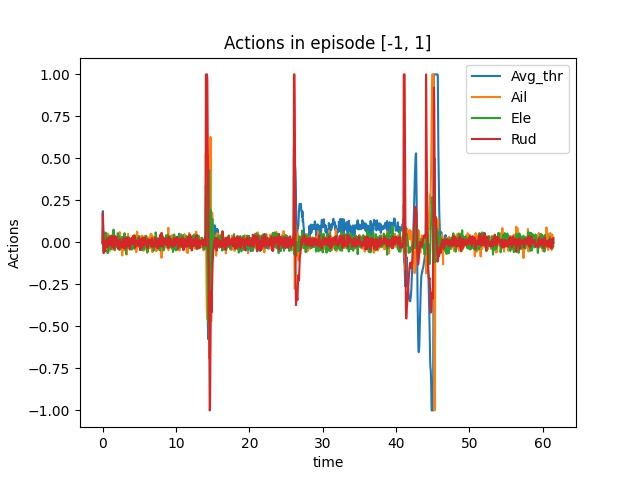 Actions in episode [-1, 1]
Avg_thr
Ail
Ele
Rud
1.00
0.75
0.50
0.25
0.00
−0.25
−0.50
−0.75
−1.00
Actions
0 10 20 30 40 50 60
time